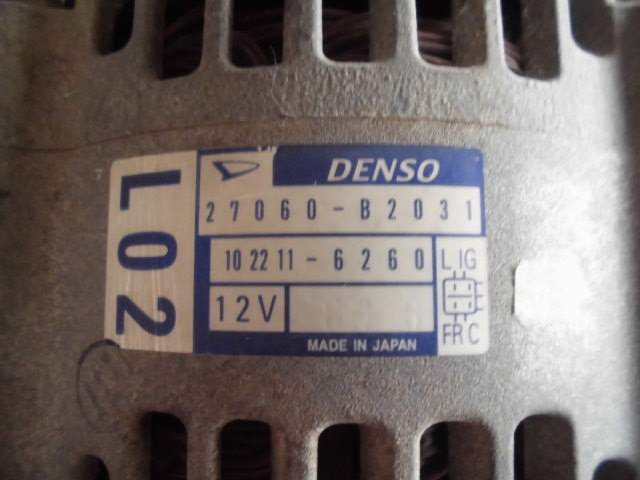 L02
DENSO
27060-B2031
102211-6260
L IG
12V
FR C
MADE IN JAPAN